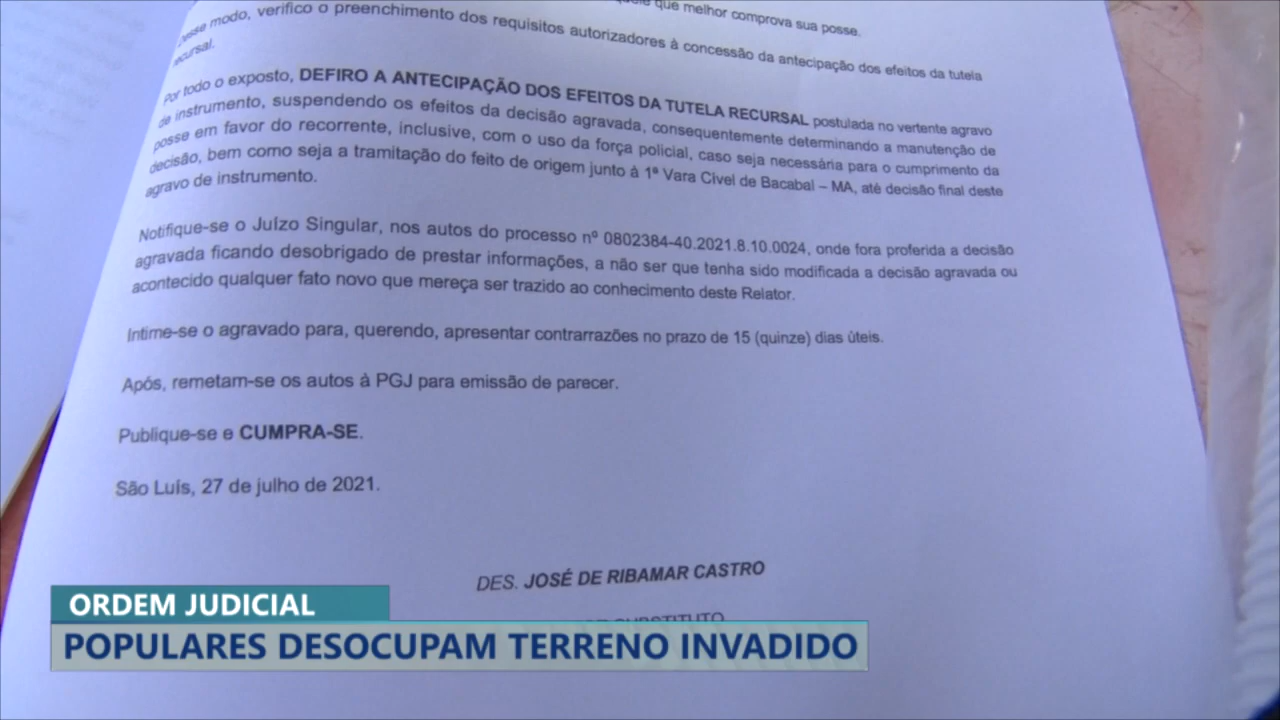 que melhor comprova sua posse.
modo, verifico o preenchimento dos requisitos autorizadores à concessão da antecipação dos efeitos da tutela
recursal.
Por todo o exposto, DEFIRO A ANTECIPAÇÃO DOS EFEITOS DA TUTELA RECURSAL postulada no vertente agravo
de instrumento, suspendendo os efeitos da decisão agravada, consequentemente determinando a manutenção de
posse em favor do recorrente, inclusive, com o uso da força policial, caso seja necessária para o cumprimento da
decisão, bem como seja a tramitação do feito de origem junto à 1ª Vara Cível de Bacabal – MA, até decisão final deste
agravo de instrumento.
Notifique-se o Juízo Singular, nos autos do processo nº 0802384-40.2021.8.10.0024, onde fora proferida a decisão
agravada ficando desobrigado de prestar informações, a não ser que tenha sido modificada a decisão agravada ou
acontecido qualquer fato novo que mereça ser trazido ao conhecimento deste Relator.
Intime-se o agravado para, querendo, apresentar contrarrazões no prazo de 15 (quinze) dias úteis.
Após, remetam-se os autos à PGJ para emissão de parecer.
Publique-se e CUMPRA-SE.
São Luís, 27 de julho de 2021.
DES. JOSÉ DE RIBAMAR CASTRO
SUBSTITUTO
ORDEM JUDICIAL
POPULARES DESOCUPAM TERRENO INVADIDO